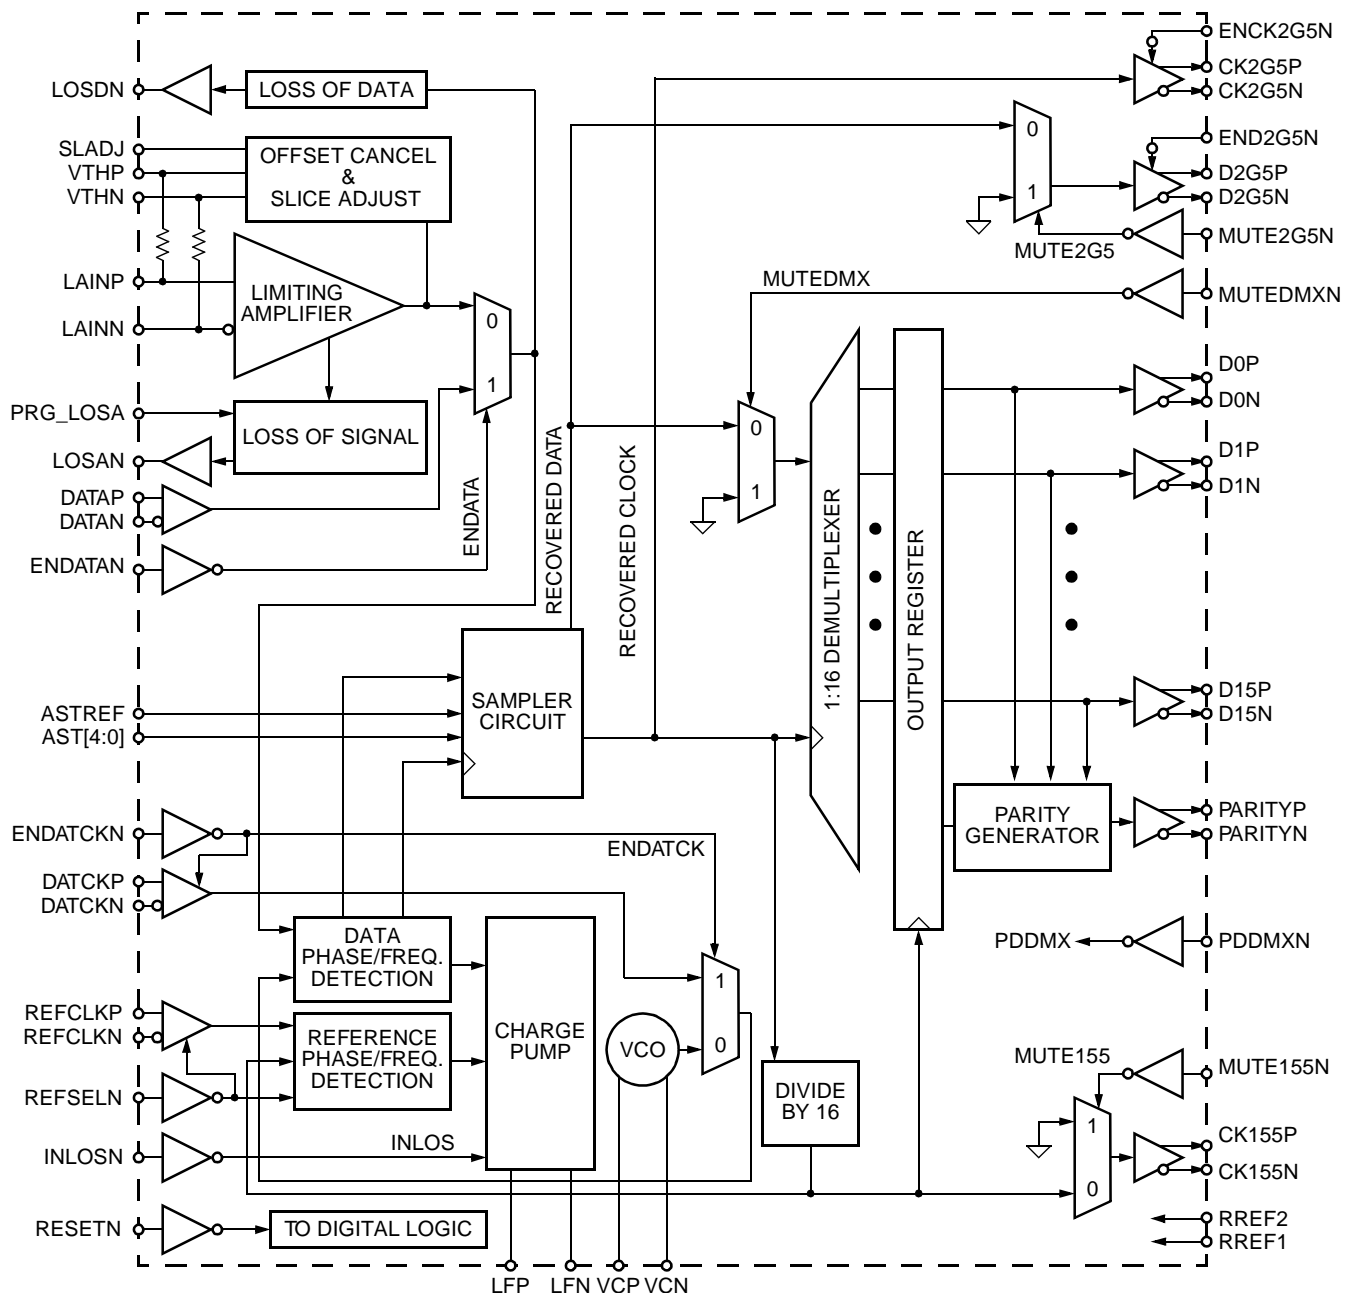 ENCK2G5N
CK2G5P
CK2G5N
LOSDN
LOSS OF DATA
END2G5N
SLADJ
VTHP
VTHN
OFFSET CANCEL
&
SLICE ADJUST
0
1
D2G5P
D2G5N
MUTE2G5
MUTE2G5N
LAINP
LAINN
LIMITING
AMPLIFIER
MUTEDMX
MUTEDMXN
0
1
D0P
D0N
PRG_LOSA
LOSS OF SIGNAL
LOSAN
0
1
D1P
D1N
DATAP
DATAN
ENDATAN
ENDATA
RECOVERED DATA
RECOVERED CLOCK
1:16 DEMULTIPLEXER
OUTPUT REGISTER
ASTREF
AST[4:0]
SAMPLER
CIRCUIT
D15P
D15N
ENDATCKN
ENDATCK
PARITY
GENERATOR
PARITYP
PARITYN
DATCKP
DATCKN
DATA
PHASE/FREQ.
DETECTION
PDDMX
PDDMXN
REFCLKP
REFCLKN
REFERENCE
PHASE/FREQ.
DETECTION
CHARGE
PUMP
VCO
1
0
REFSELN
DIVIDE
BY 16
MUTE155
MUTE155N
1
0
CK155P
CK155N
INLOSN
INLOS
RESETN
TO DIGITAL LOGIC
RREF2
RREF1
LFP
LFN
VCP
VCN